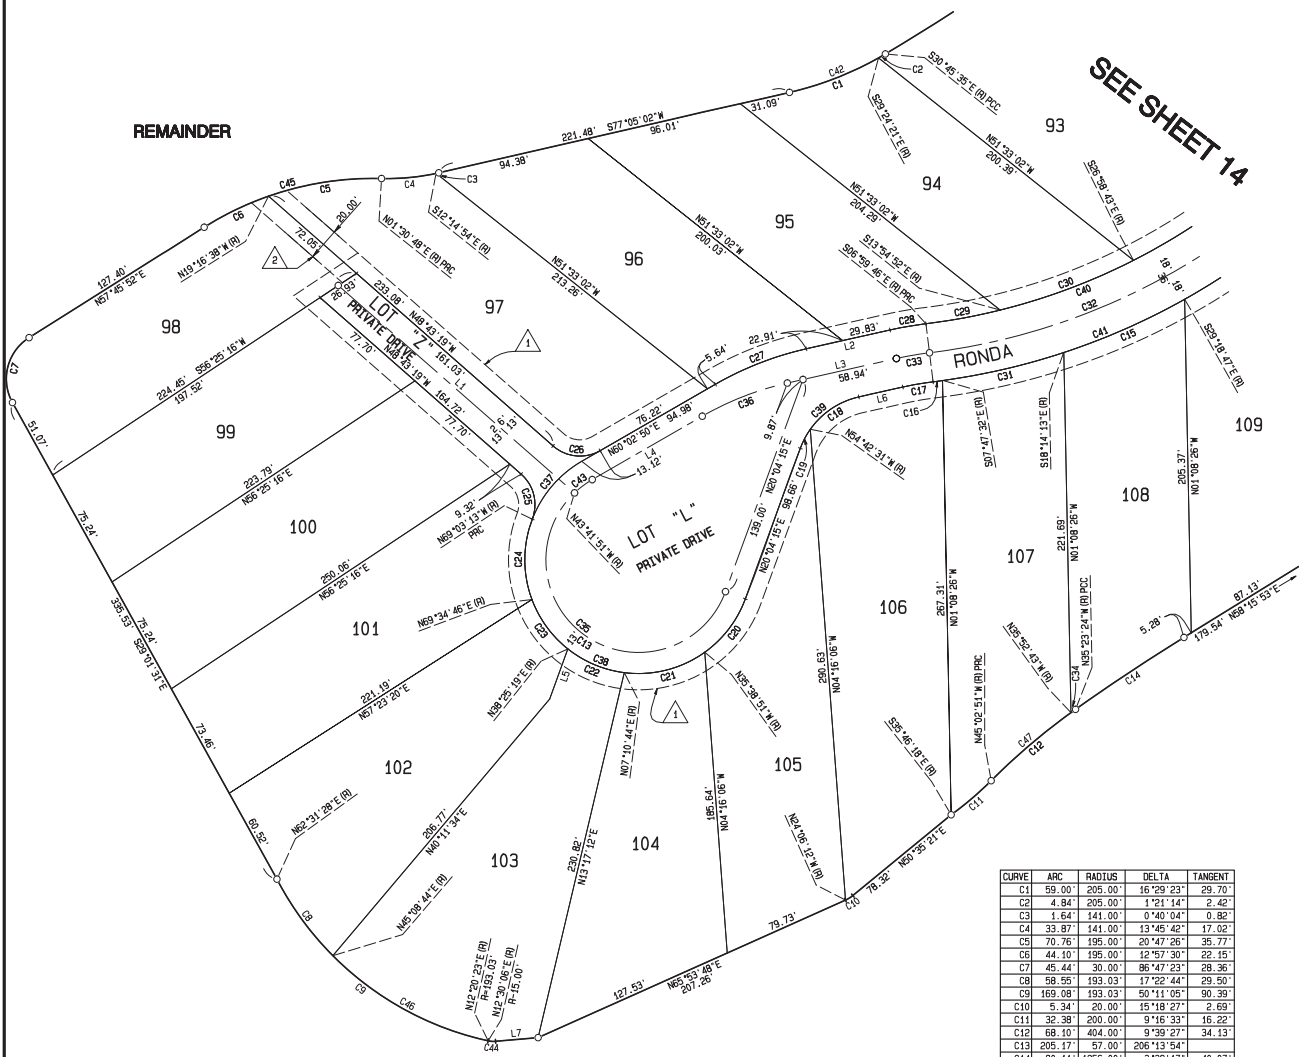 REMAINDER
SEE SHEET 14
C42
C1
C2
S30°45'35"E (R) PCC
S29°24'21"E (R)
31.09'
93
N51°33'02"W
200.39'
S26°58'43"E (R)
221.48'
S77°05'02"W
96.01'
94.38'
C3
C4
C5
C45
C6
S12°14'54"E (R)
N01°30'48"E (R) PRC
N19°16'38"W (R)
20.00'
72.05'
2
94
N51°33'02"W
204.29'
95
N51°33'02"W
200.03'
96
N51°33'02"W
213.26'
97
1
S13°54'52"E (R)
S06°59'46"E (R) PRC
C30
C40
C32
18'
36'
18'
C29
C28
29.83'
22.91'
C27
5.64'
L2
L3
58.94'
C33
RONDA
C41
C15
C31
S29°18'47"E (R)
127.40'
N57°45'52"E
98
C7
26.93'
233.08'
N48°43'19"W
161.03'
L1
LOT "Z"
PRIVATE DRIVE
77.70'
N48°43'19"W
164.72'
77.70'
2.6'
13'
13'
224.45'
S56°25'16"W
197.52'
99
51.07'
223.79'
N56°25'16"E
100
75.24'
C36
C39
C18
L6
C17
C16
76.22'
94.98'
N60°02'50"E
L4
13.12'
C26
C37
C43
C25
9.32'
N69°03'13"W (R)
PRC
N43°41'51"W (R)
9.87'
N20°04'15"E
139.00'
98.66'
N20°04'15"E
C19
N54°42'31"W (R)
S07°47'32"E (R)
S18°14'13"E (R)
LOT "L"
PRIVATE DRIVE
109
205.37'
N01°08'26"W
108
221.69'
N01°08'26"W
107
267.31'
N01°08'26"W
106
290.63'
N04°16'06"W
250.06'
N56°25'16"E
101
75.24'
335.53'
S29°01'31"E
N69°34'46"E (R)
C24
C23
C35
13'
C13
C38
C22
C21
C20
L5
N38°25'19"E (R)
N07°10'44"E (R)
1
N35°38'51"W (R)
221.19'
N57°23'20"E
102
73.46'
60.52'
N62°31'28"E (R)
206.77'
N40°11'34"E
103
230.82'
N13°17'12"E
104
185.64'
N04°16'06"W
105
N24°06'12"W (R)
S35°46'18"E (R)
N45°02'51"W (R) PRC
N35°52'43"W (R)
N35°23'24"W (R) PCC
C34
C14
5.28'
87.13'
179.54'
N58°15'53"E
C47
C12
C11
N50°35'21"E
78.32'
C10
79.73'
N65°53'48"E
207.26'
127.53'
C8
N45°08'44"E (R)
C9
C46
N12°20'23"E (R)
R=193.03'
N12°30'06"E (R)
R=15.00'
C44
L7
CURVE ARC RADIUS DELTA TANGENT
C1 59.00' 205.00' 16°29'23" 29.70'
C2 4.84' 205.00' 1°21'14" 2.42'
C3 1.64' 141.00' 0°40'04" 0.82'
C4 33.87' 141.00' 13°45'42" 17.02'
C5 70.76' 195.00' 20°47'26" 35.77'
C6 44.10' 195.00' 12°57'30" 22.15'
C7 45.44' 30.00' 86°47'23" 28.36'
C8 58.55' 193.03' 17°22'44" 29.50'
C9 169.08' 193.03' 50°11'05" 90.39'
C10 5.34' 20.00' 15°18'27" 2.69'
C11 32.38' 200.00' 9°16'33" 16.22'
C12 68.10' 404.00' 9°39'27" 34.13'
C13 205.17' 57.00' 206°13'54"